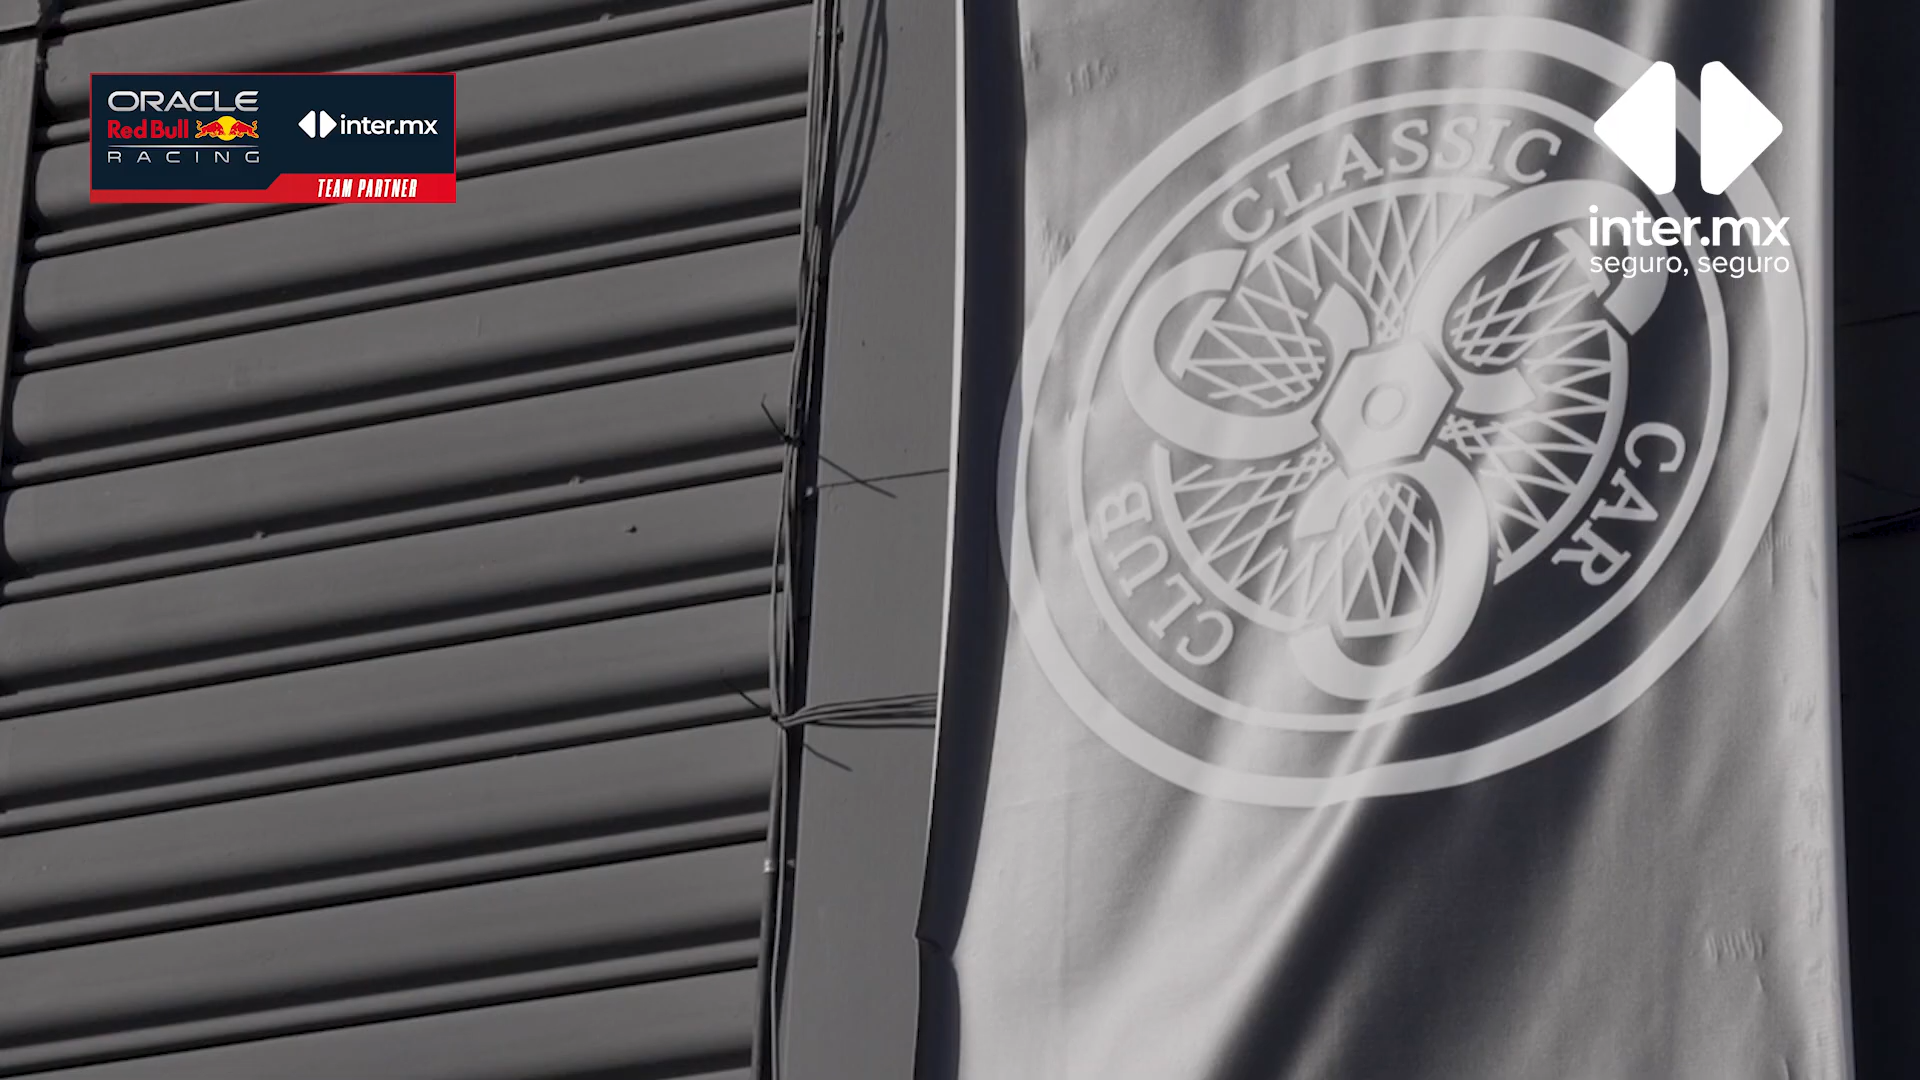 ORACLE
Red Bull
RACING
inter.mx
TEAM PARTNER
inter.mx
seguro, seguro
CLASSIC
CAR
CLUB